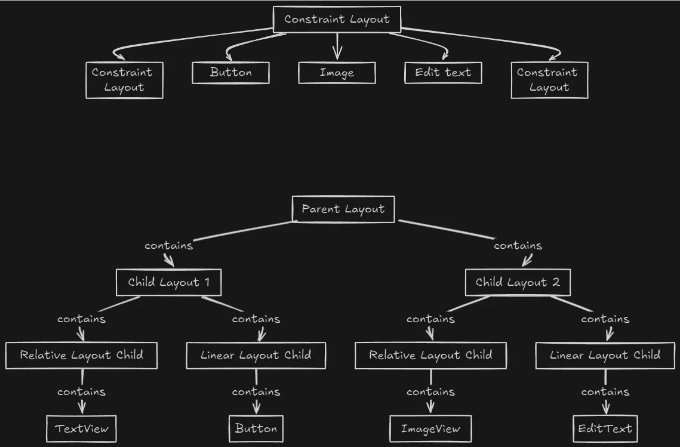 Constraint Layout
Constraint
Layout
Button
Image
Edit text
Constraint
Layout
Parent Layout
contains
contains
Child Layout 1
Child Layout 2
contains
contains
contains
contains
Relative Layout Child
Linear Layout Child
Relative Layout Child
Linear Layout Child
contains
contains
contains
contains
TextView
Button
ImageView
EditText